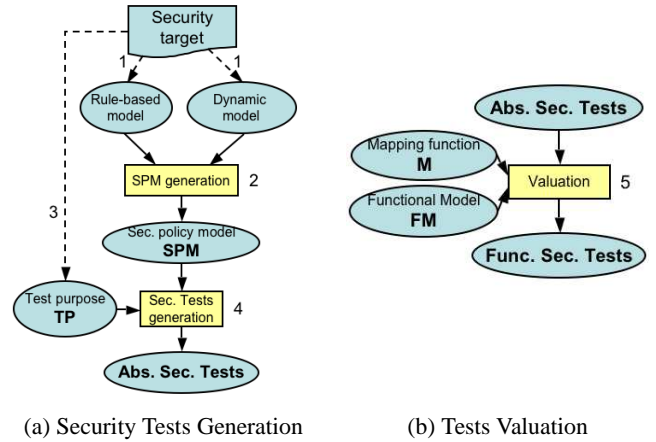 Security
target
1
1
Rule-based
model
Dynamic
model
SPM generation
2
3
Sec. policy model
SPM
Test purpose
TP
Sec. Tests
generation
4
Abs. Sec. Tests
(a) Security Tests Generation
Abs. Sec. Tests
Mapping function
M
Valuation
5
Functional Model
FM
Func. Sec. Tests
(b) Tests Valuation